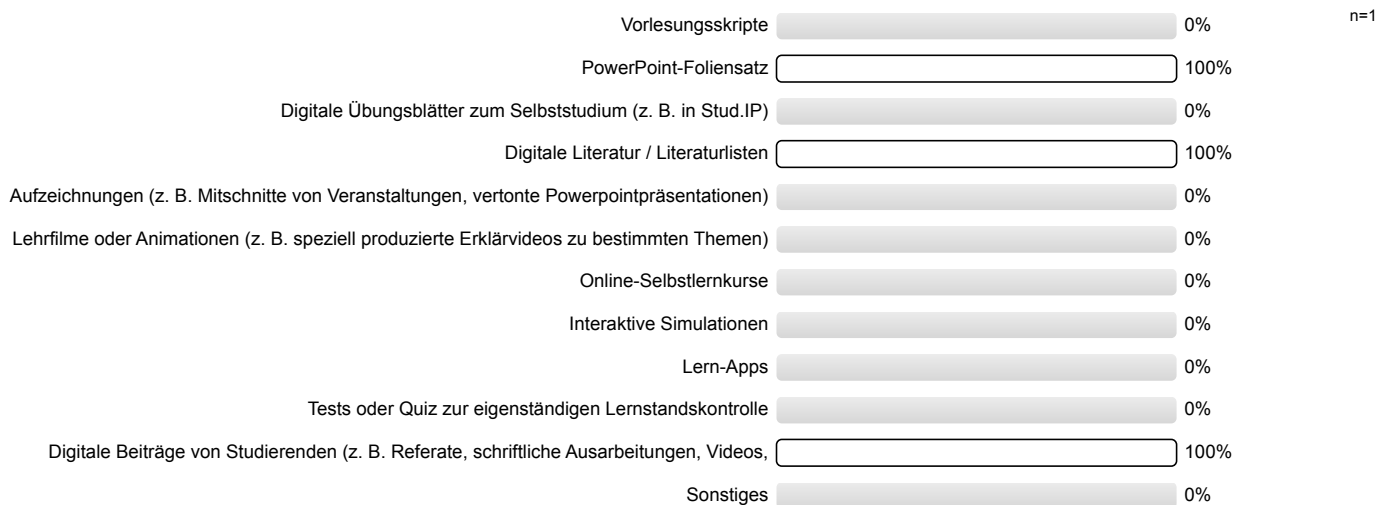 Vorlesungsskripte 0% n=1
PowerPoint-Foliensatz 100%
Digitale Übungsblätter zum Selbststudium (z. B. in Stud.IP) 0%
Digitale Literatur / Literaturlisten 100%
Aufzeichnungen (z. B. Mitschnitte von Veranstaltungen, vertonte Powerpointpräsentationen) 0%
Lehrfilme oder Animationen (z. B. speziell produzierte Erklärvideos zu bestimmten Themen) 0%
Online-Selbstlernkurse 0%
Interaktive Simulationen 0%
Lern-Apps 0%
Tests oder Quiz zur eigenständigen Lernstandskontrolle 0%
Digitale Beiträge von Studierenden (z. B. Referate, schriftliche Ausarbeitungen, Videos, 100%
Sonstiges 0%